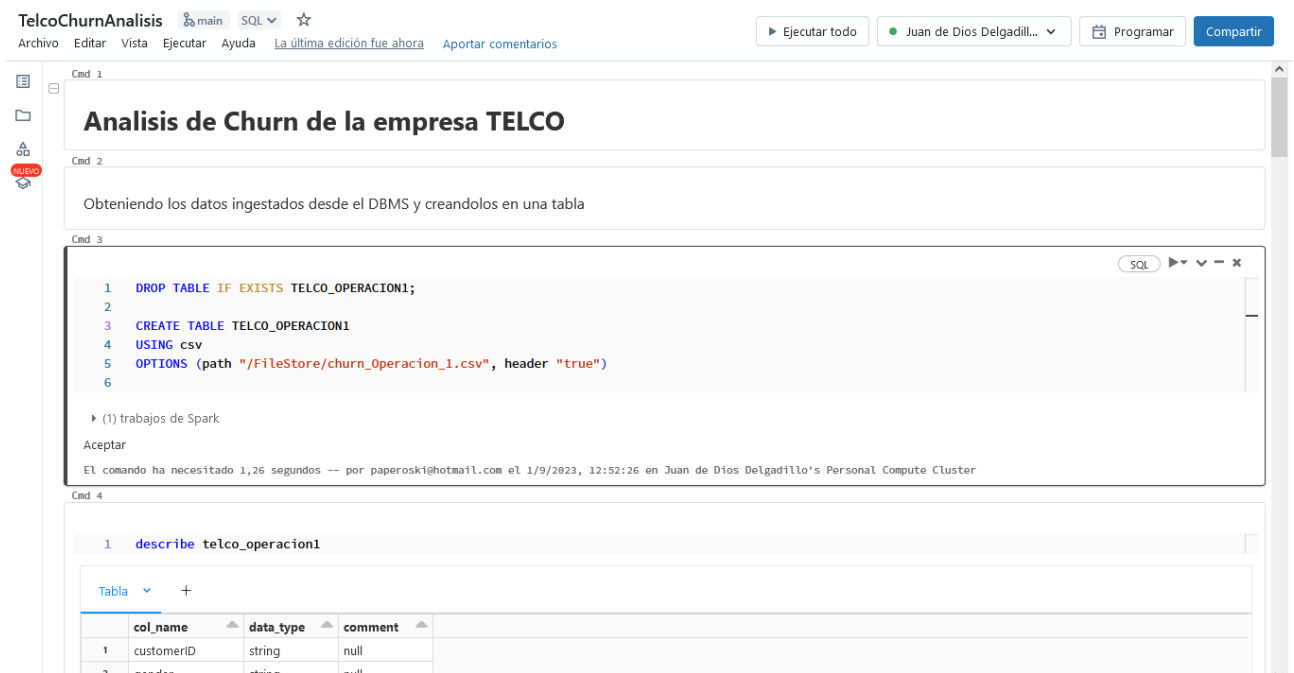 TelcoChurnAnalisis main SQL
Archivo Editar Vista Ejecutar Ayuda La última edición fue ahora Aportar comentarios
Ejecutar todo Juan de Dios Delgadill... Programar Compartir
NUEVO
Cmd 1
Analisis de Churn de la empresa TELCO
Cmd 2
Obteniendo los datos ingestados desde el DBMS y creandolos en una tabla
Cmd 3
SQL
1 DROP TABLE IF EXISTS TELCO_OPERACION1;
2
3 CREATE TABLE TELCO_OPERACION1
4 USING csv
5 OPTIONS (path "/FileStore/churn_Operacion_1.csv", header "true")
6
(1) trabajos de Spark
Aceptar
El comando ha necesitado 1,26 segundos -- por paperoski@hotmail.com el 1/9/2023, 12:52:26 en Juan de Dios Delgadillo's Personal Compute Cluster
Cmd 4
1 describe telco_operacion1
Tabla +
col_name data_type comment
1 customerID string null